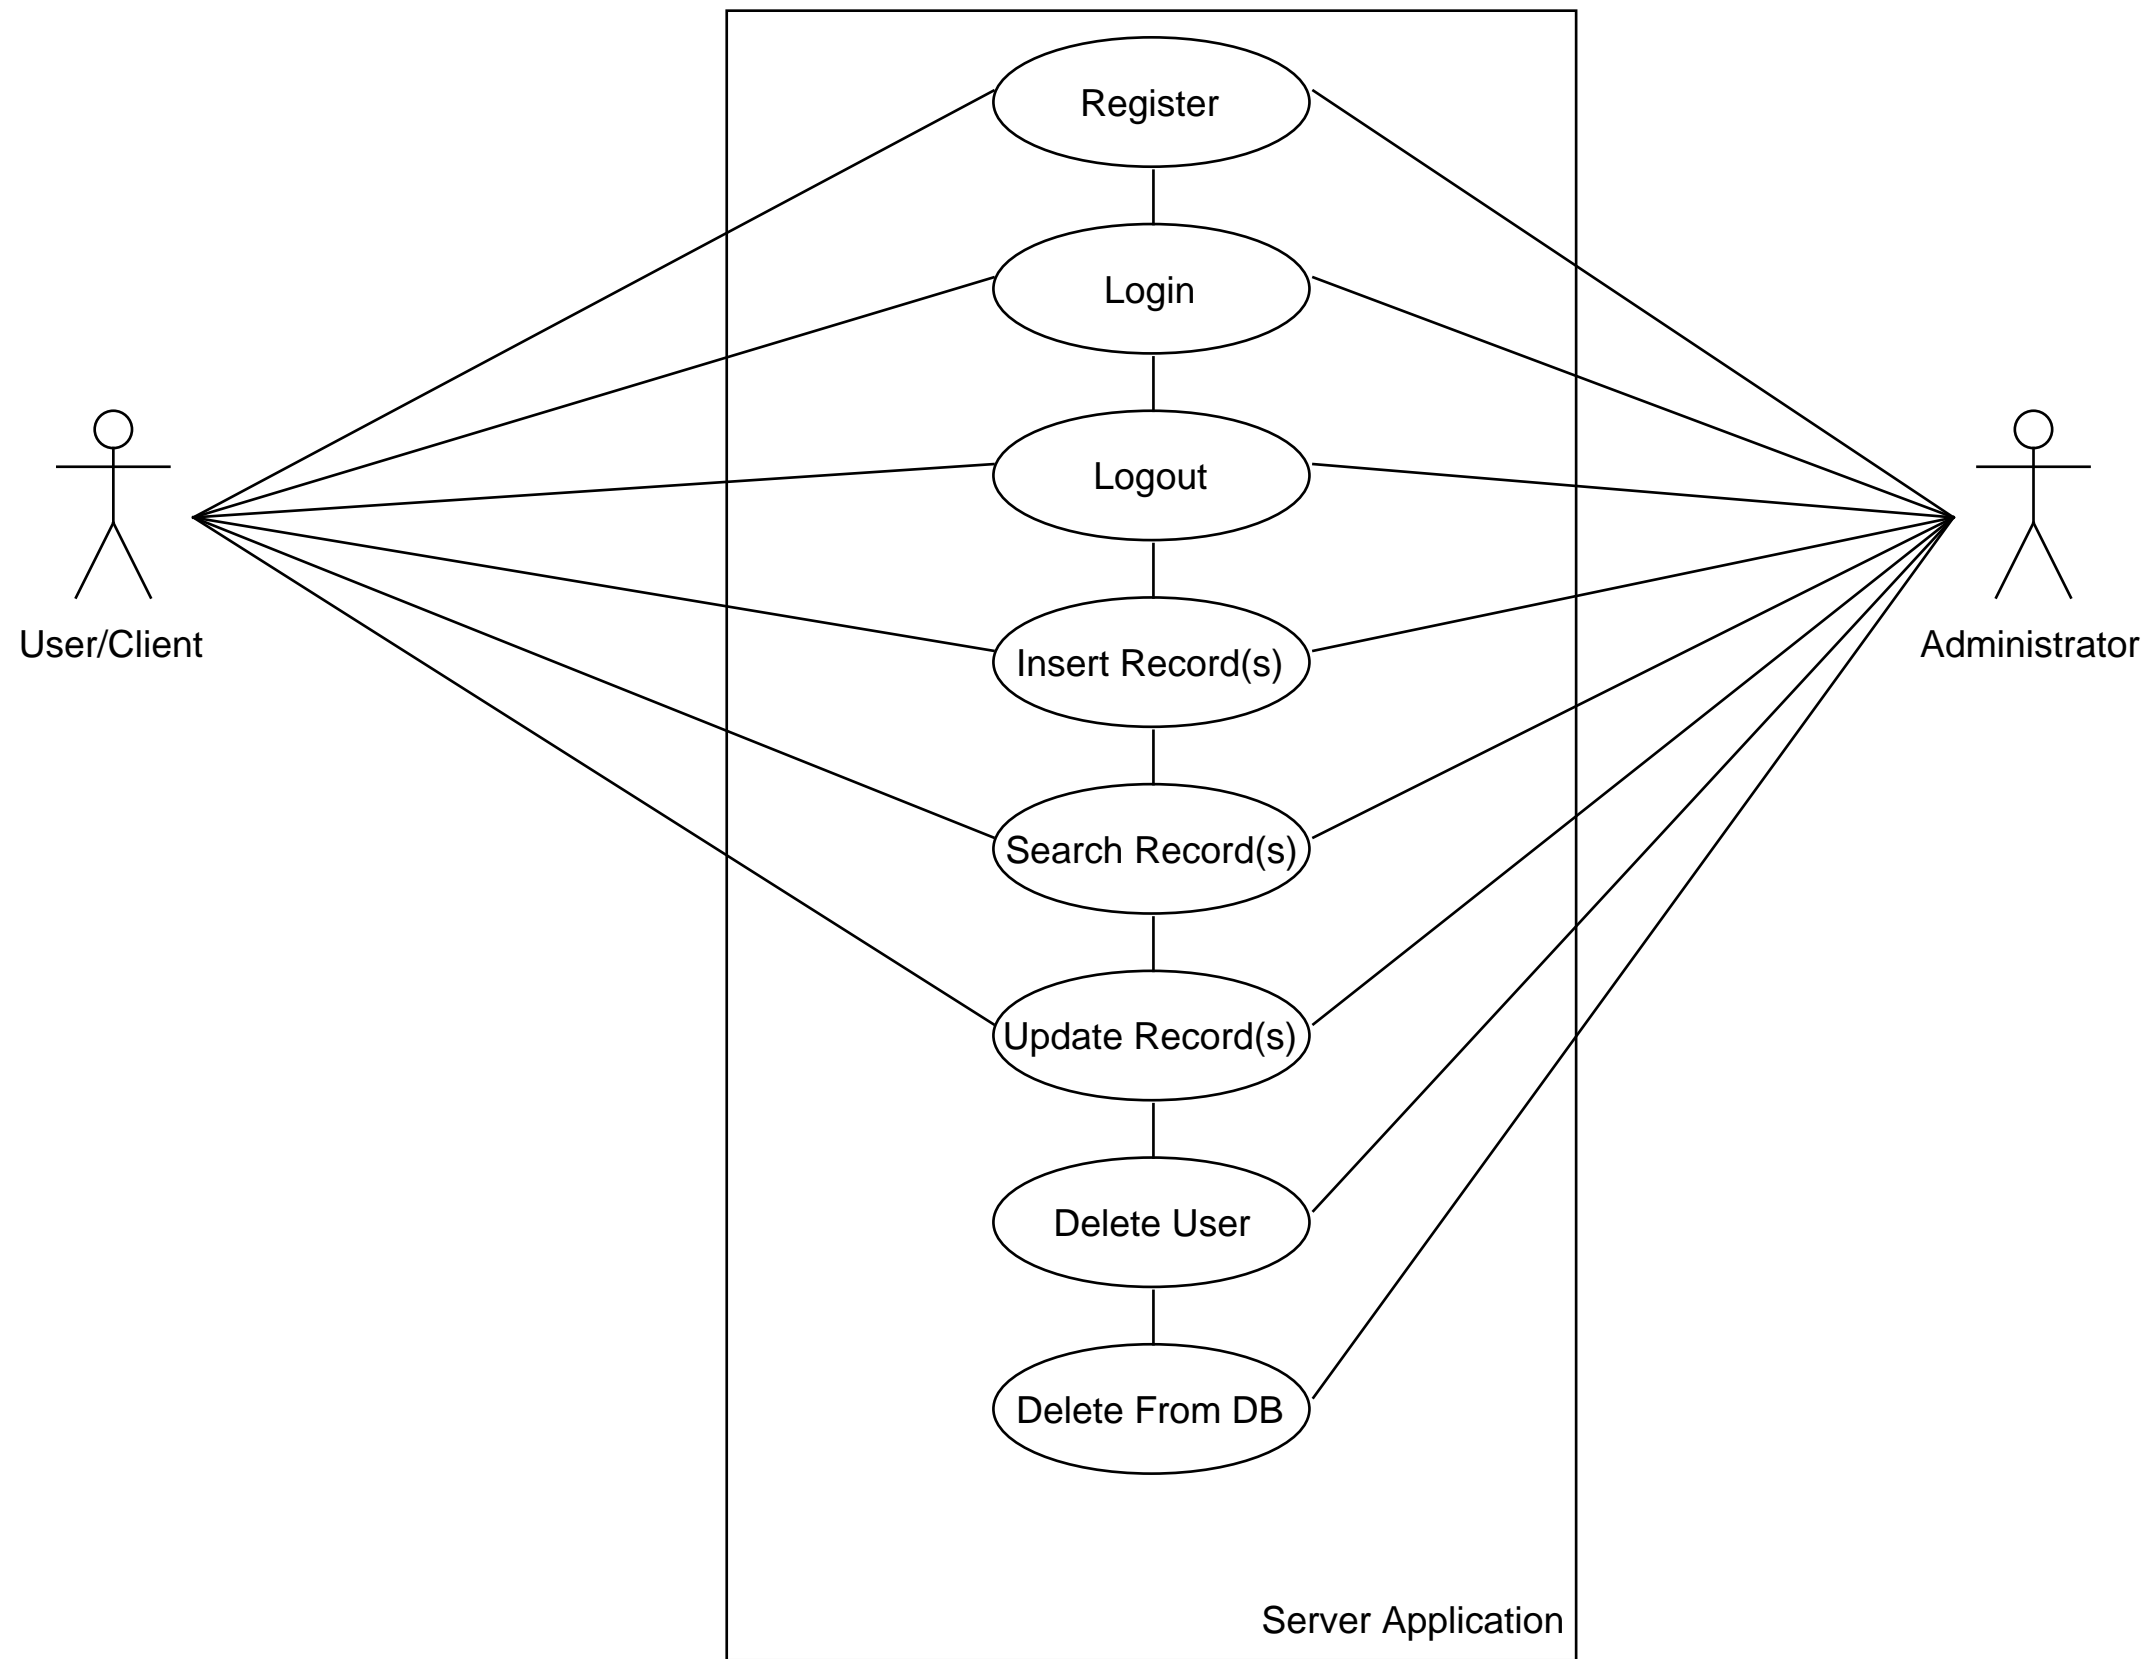 Register
Login
Logout
User/Client
Administrator
Insert Record(s)
Search Record(s)
Update Record(s)
Delete User
Delete From DB
Server Application